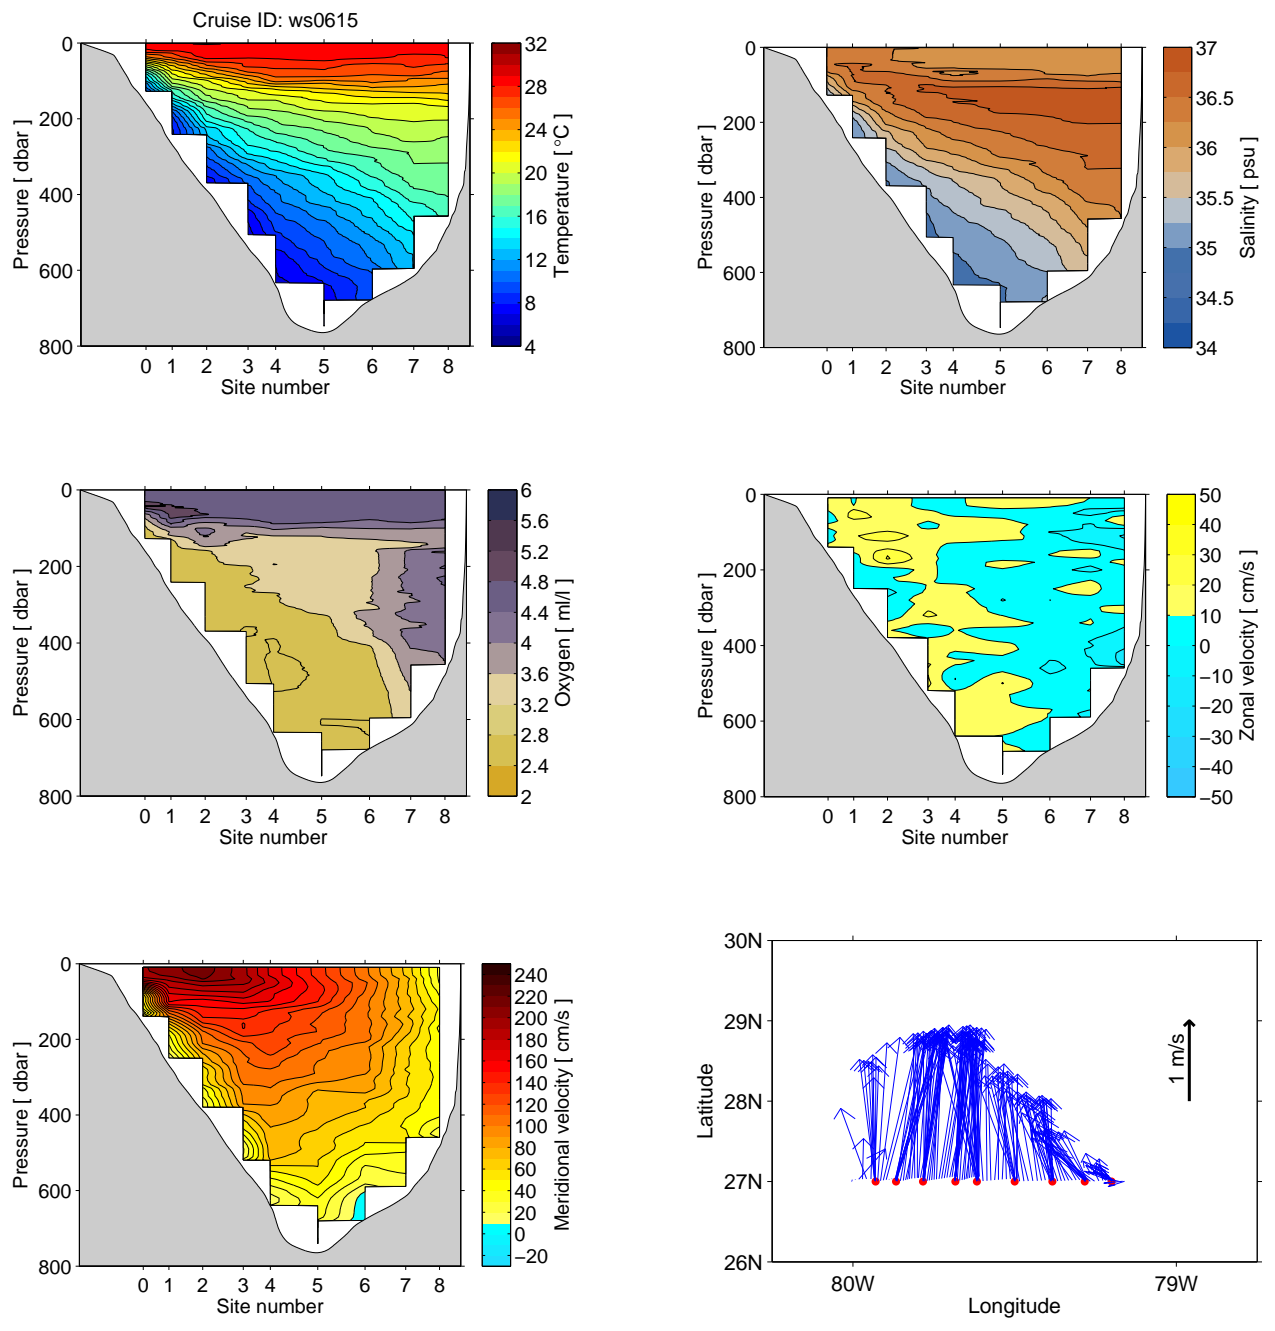 Cruise ID: ws0615
0
200
400
600
800
Pressure [ dbar ]
0 1 2 3 4 5 6 7 8
Site number
32
28
24
20
16
12
8
4
Temperature [ °C ]
0
200
400
600
800
Pressure [ dbar ]
0 1 2 3 4 5 6 7 8
Site number
37
36.5
36
35.5
35
34.5
34
Salinity [ psu ]
0
200
400
600
800
Pressure [ dbar ]
0 1 2 3 4 5 6 7 8
Site number
6
5.6
5.2
4.8
4.4
4
3.6
3.2
2.8
2.4
2
Oxygen [ ml/l ]
0
200
400
600
800
Pressure [ dbar ]
0 1 2 3 4 5 6 7 8
Site number
50
40
30
20
10
0
−10
−20
−30
−40
−50
Zonal velocity [ cm/s ]
0
200
400
600
800
Pressure [ dbar ]
0 1 2 3 4 5 6 7 8
Site number
240
220
200
180
160
140
120
100
80
60
40
20
0
−20
Meridional velocity [ cm/s ]
30N
29N
28N
27N
26N
Latitude
1 m/s
80W 79W
Longitude